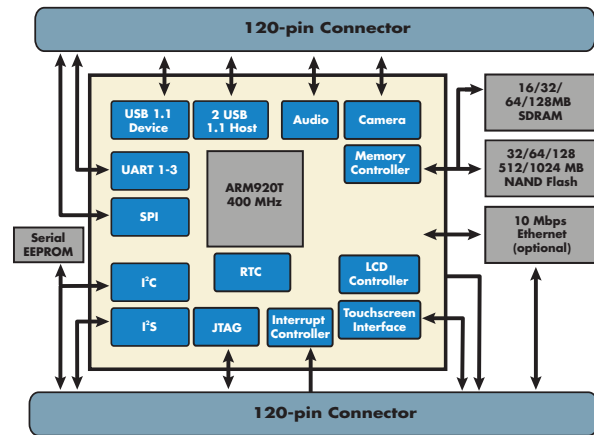 120-pin Connector
USB 1.1
Device
2 USB
1.1 Host
Audio
Camera
16/32/
64/128MB
SDRAM
UART 1-3
Memory
Controller
32/64/128
512/1024 MB
NAND Flash
ARM920T
400 MHz
SPI
10 Mbps
Ethernet
(optional)
Serial
EEPROM
I²C
RTC
LCD
Controller
I²S
JTAG
Interrupt
Controller
Touchscreen
Interface
120-pin Connector